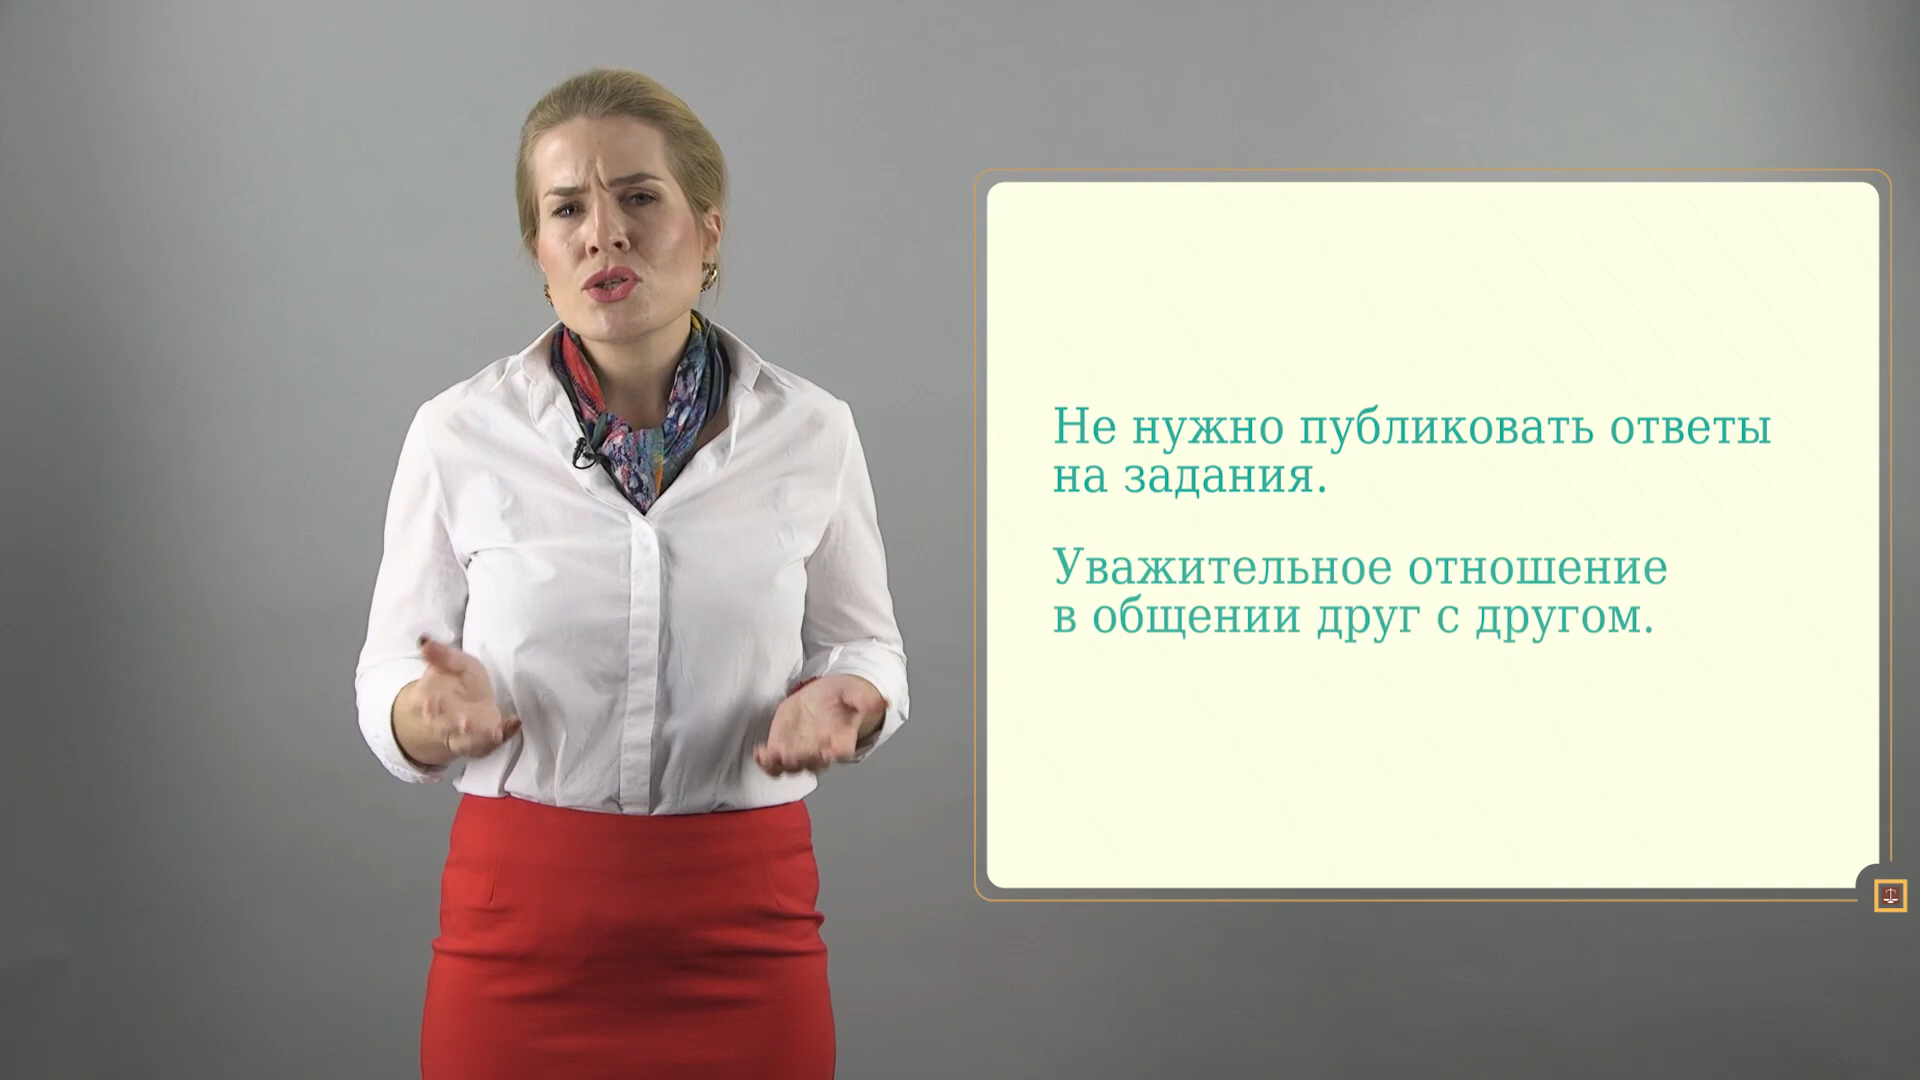 Не нужно публиковать ответы
на задания.
Уважительное отношение
в общении друг с другом.